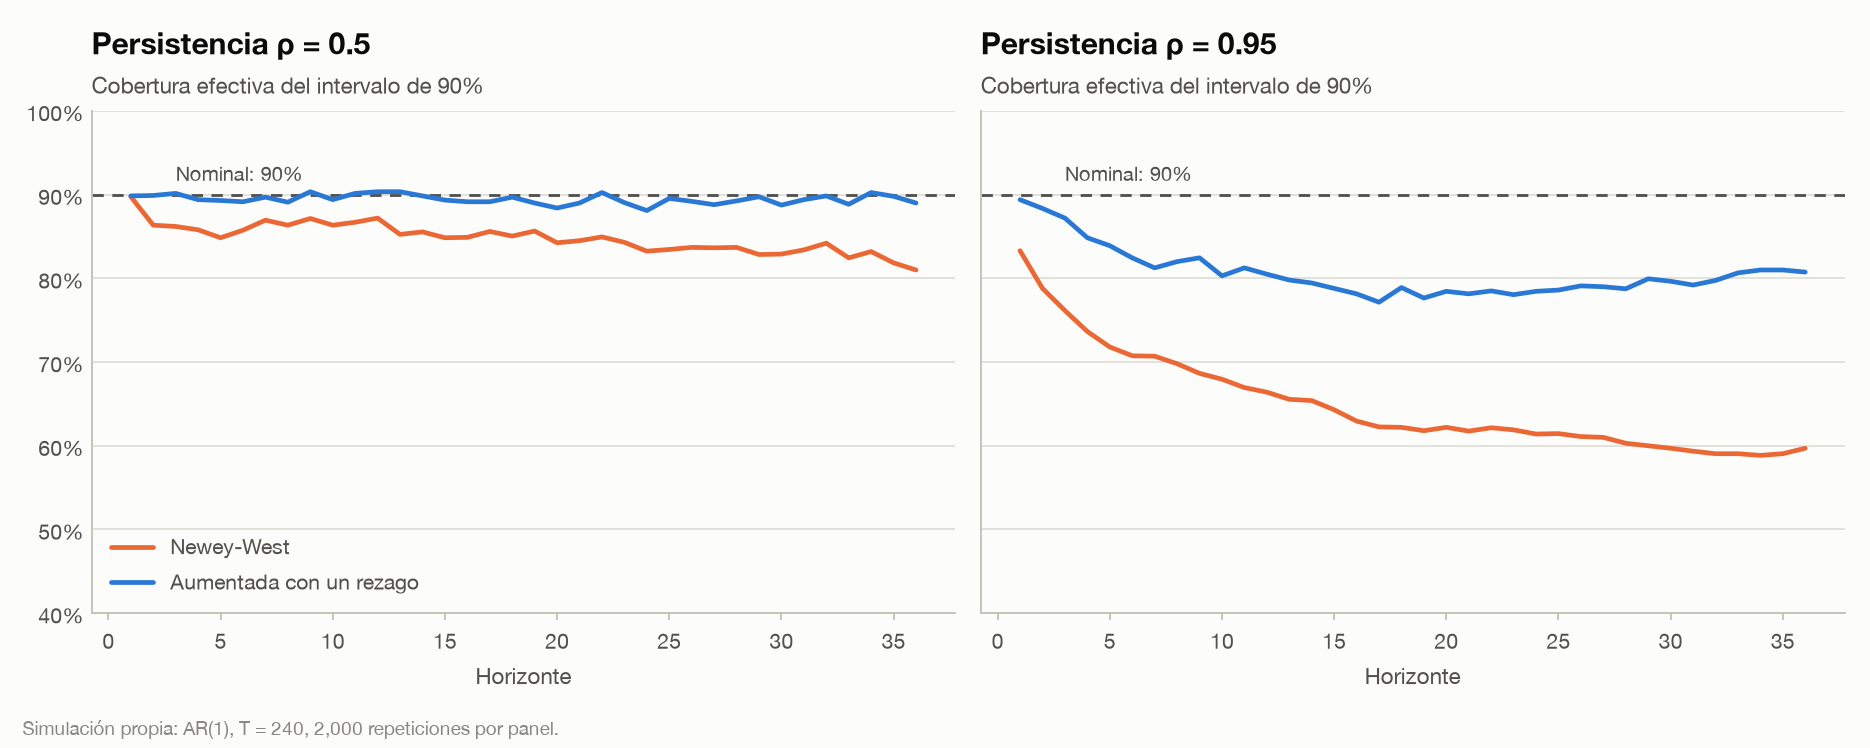 Persistencia ρ = 0.5
Cobertura efectiva del intervalo de 90%
100%
90%
80%
70%
60%
50%
40%
Nominal: 90%
Newey-West
Aumentada con un rezago
0 5 10 15 20 25 30 35
Horizonte
Persistencia ρ = 0.95
Cobertura efectiva del intervalo de 90%
Nominal: 90%
0 5 10 15 20 25 30 35
Horizonte
Simulación propia: AR(1), T = 240, 2,000 repeticiones por panel.